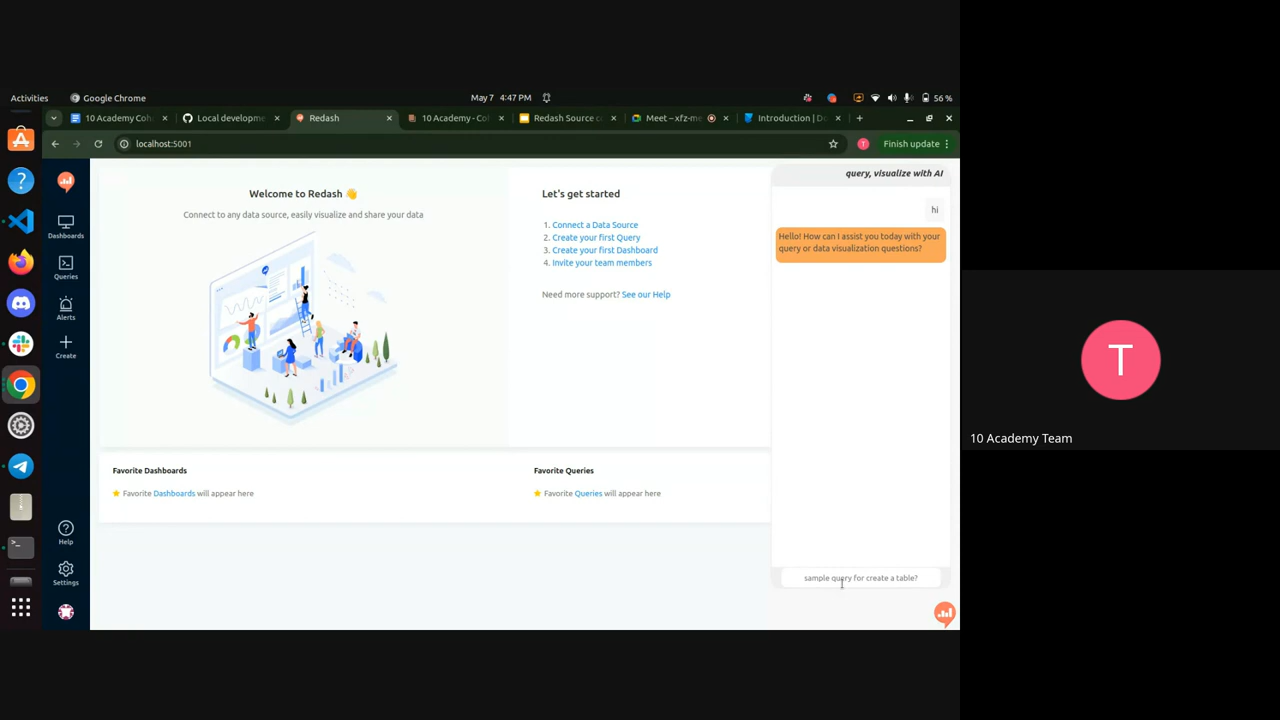 Activities
Google Chrome
May 7 4:47 PM
56 %
10 Academy Coh
Local developme
Redash
10 Academy - Col
Redash Source c
Meet – xfz-me
Introduction | D
localhost:5001
T
Finish update
Dashboards
Queries
Alerts
Create
Help
Settings
Welcome to Redash 👋
Connect to any data source, easily visualize and share your data
Let's get started
1. Connect a Data Source
2. Create your first Query
3. Create your first Dashboard
4. Invite your team members
Need more support? See our Help
Favorite Dashboards
Favorite Dashboards will appear here
Favorite Queries
Favorite Queries will appear here
query, visualize with AI
hi
Hello! How can I assist you today with your
query or data visualization questions?
sample query for create a table?
T
10 Academy Team